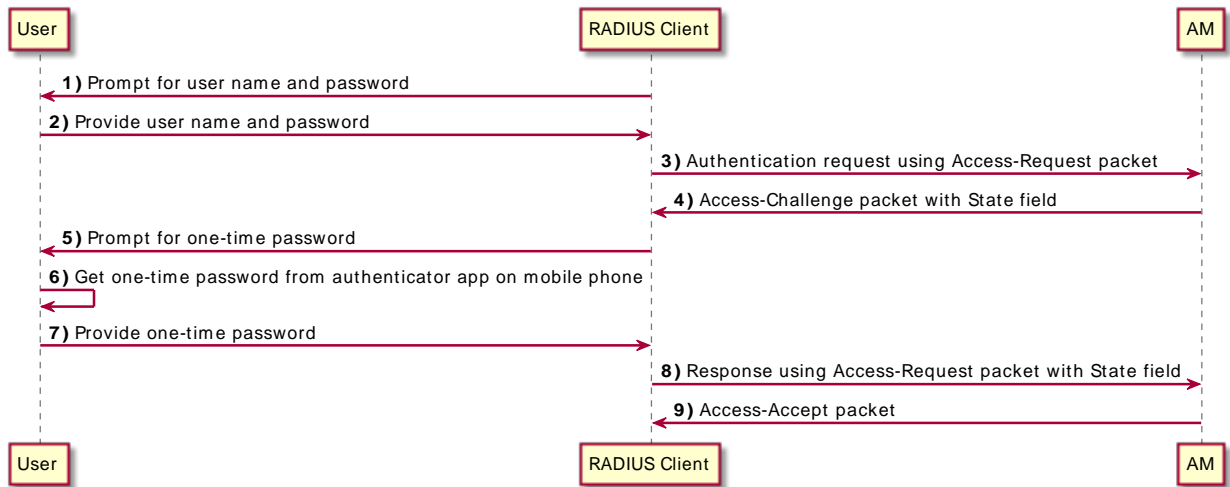 User
RADIUS Client
AM
1) Prompt for user name and password
2) Provide user name and password
3) Authentication request using Access-Request packet
4) Access-Challenge packet with State field
5) Prompt for one-time password
6) Get one-time password from authenticator app on mobile phone
7) Provide one-time password
8) Response using Access-Request packet with State field
9) Access-Accept packet
User
RADIUS Client
AM